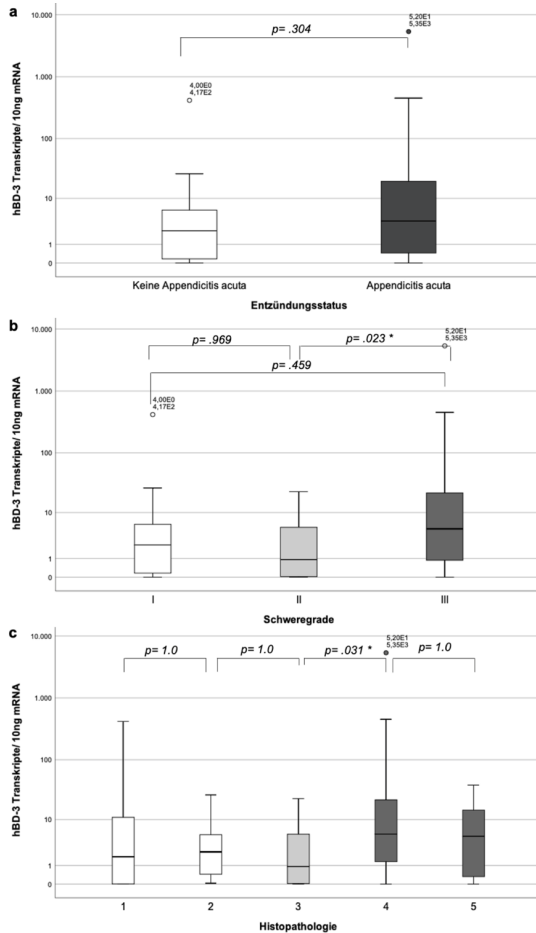 a
hBD-3 Transkripte/ 10ng mRNA
10.000
1.000
100
10
1
0
p= .304
4,00E0
4,17E2
5,20E1
5,35E3
Keine Appendicitis acuta
Appendicitis acuta
Entzündungsstatus
b
hBD-3 Transkripte/ 10ng mRNA
10.000
1.000
100
10
1
0
p= .969
p= .023 *
p= .459
5,20E1
5,35E3
4,00E0
4,17E2
I
II
III
Schweregrade
c
hBD-3 Transkripte/ 10ng mRNA
10.000
1.000
100
10
1
0
p= 1.0
p= 1.0
p= .031 *
p= 1.0
5,20E1
5,35E3
1
2
3
4
5
Histopathologie